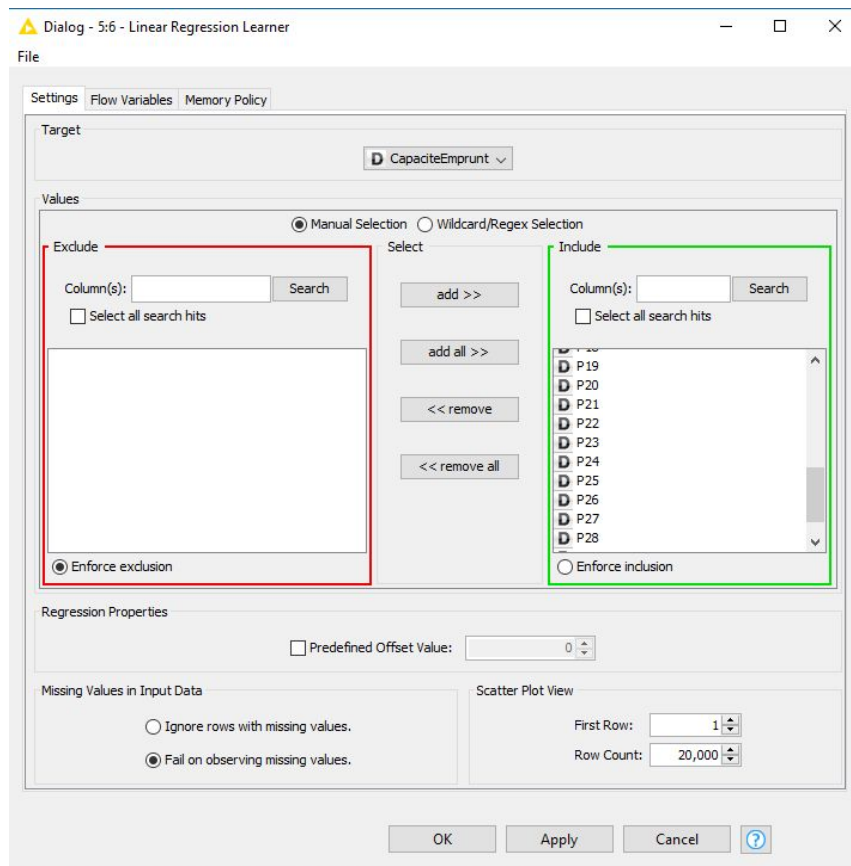 Dialog - 5:6 - Linear Regression Learner
File
Settings Flow Variables Memory Policy
Target
D CapaciteEmprunt
Values
Manual Selection Wildcard/Regex Selection
Exclude
Column(s): Search
Select all search hits
Enforce exclusion
Select
add >>
add all >>
<< remove
<< remove all
Include
Column(s): Search
Select all search hits
D P19
D P20
D P21
D P22
D P23
D P24
D P25
D P26
D P27
D P28
Enforce inclusion
Regression Properties
Predefined Offset Value: 0
Missing Values in Input Data
Ignore rows with missing values.
Fail on observing missing values.
Scatter Plot View
First Row: 1
Row Count: 20,000
OK Apply Cancel ?